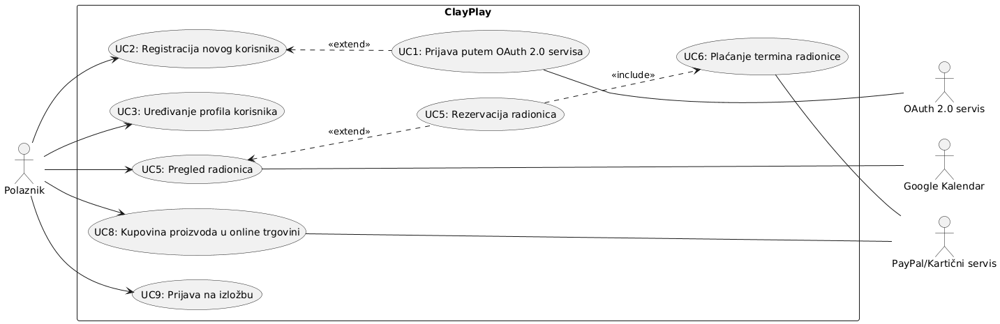 ClayPlay
UC2: Registracija novog korisnika
«extend»
UC1: Prijava putem OAuth 2.0 servisa
UC6: Plaćanje termina radionice
«include»
OAuth 2.0 servis
UC3: Uređivanje profila korisnika
UC5: Rezervacija radionica
«extend»
Polaznik
UC5: Pregled radionica
Google Kalendar
UC8: Kupovina proizvoda u online trgovini
PayPal/Kartični servis
UC9: Prijava na izložbu